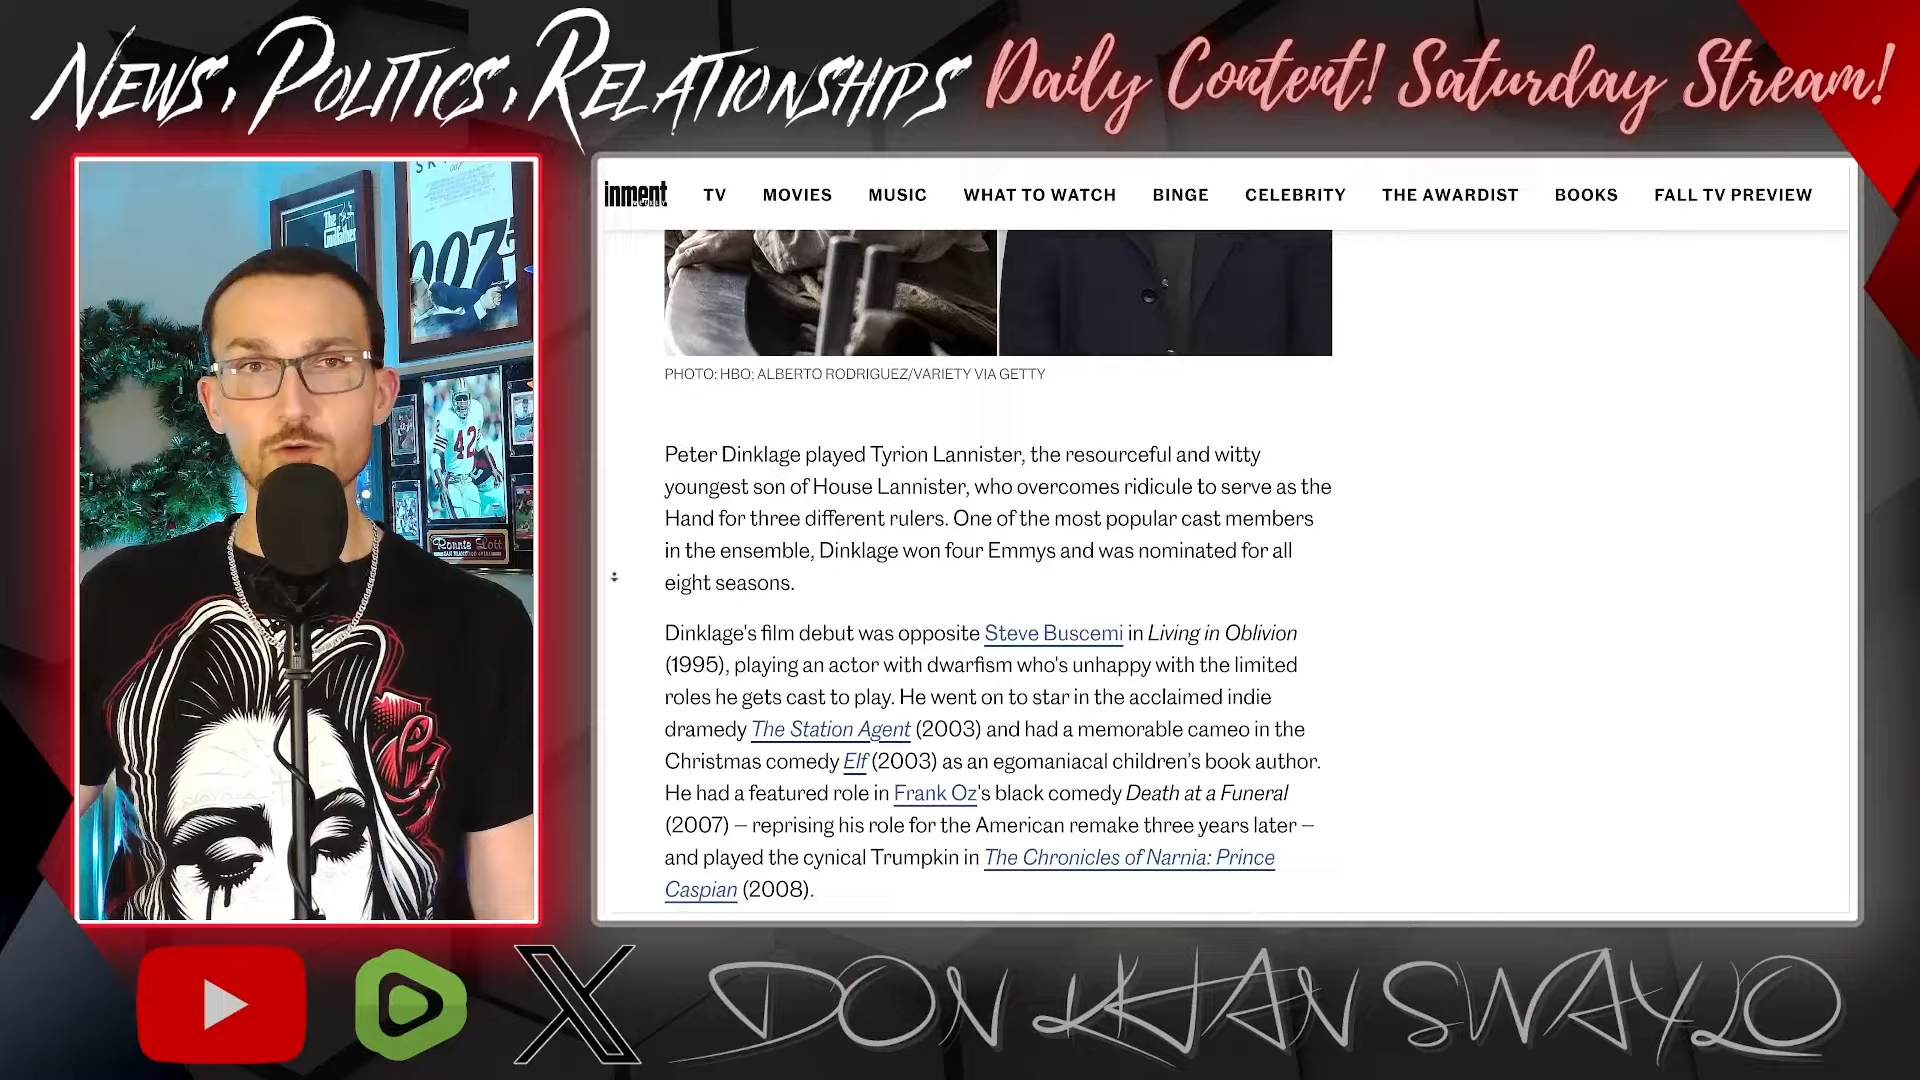 NEWS, POLITICS, RELATIONSHIPS
Daily Content! Saturday Stream!
SKY
007
The
Godfather
007
42
Ronnie Lott
inment
TV
MOVIES
MUSIC
WHAT TO WATCH
BINGE
CELEBRITY
THE AWARDIST
BOOKS
FALL TV PREVIEW
PHOTO: HBO; ALBERTO RODRIGUEZ/VARIETY VIA GETTY
Peter Dinklage played Tyrion Lannister, the resourceful and witty
youngest son of House Lannister, who overcomes ridicule to serve as the
Hand for three different rulers. One of the most popular cast members
in the ensemble, Dinklage won four Emmys and was nominated for all
eight seasons.
Dinklage's film debut was opposite Steve Buscemi in Living in Oblivion
(1995), playing an actor with dwarfism who's unhappy with the limited
roles he gets cast to play. He went on to star in the acclaimed indie
dramedy The Station Agent (2003) and had a memorable cameo in the
Christmas comedy Elf (2003) as an egomaniacal children’s book author.
He had a featured role in Frank Oz's black comedy Death at a Funeral
(2007) — reprising his role for the American remake three years later —
and played the cynical Trumpkin in The Chronicles of Narnia: Prince
Caspian (2008).
DON KHAN SWAYLO